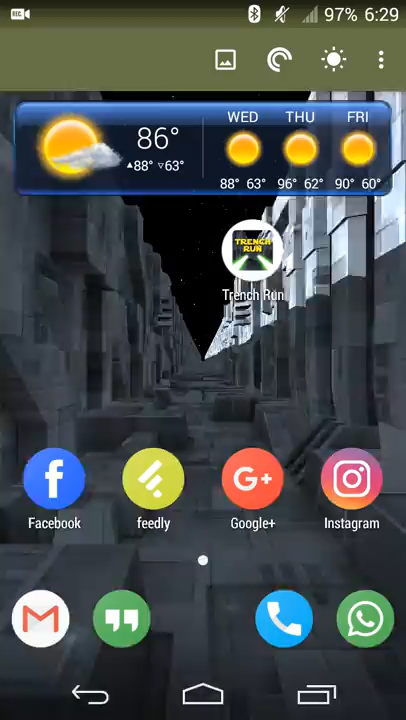 REC
97% 6:29
WED THU FRI
86°
▲88° ▽63°
88° 63° 96° 62° 90° 60°
TRENCH
RUN
Trench Run
f
G+
Facebook feedly Google+ Instagram